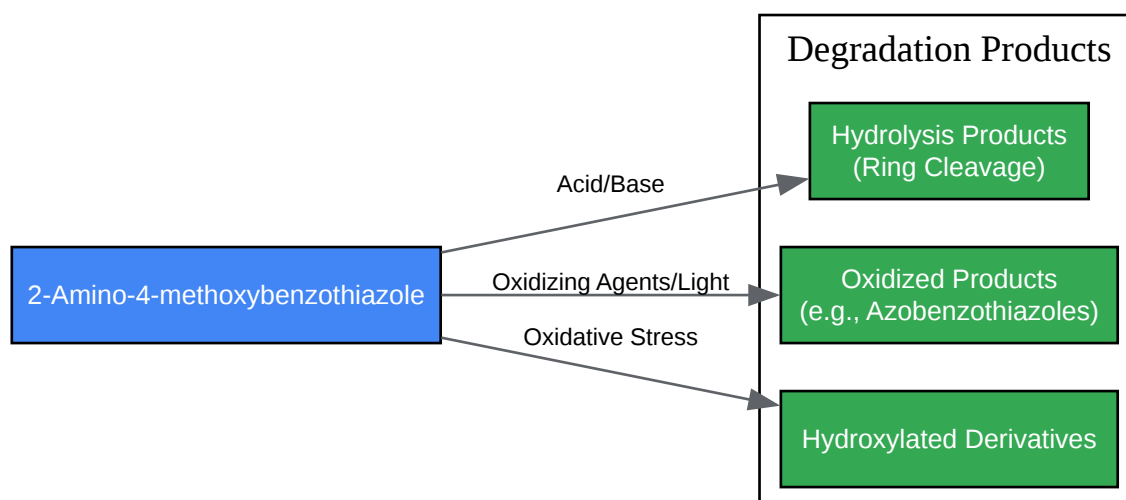 Degradation Products
Hydrolysis Products
(Ring Cleavage)
Acid/Base
2-Amino-4-methoxybenzothiazole
Oxidizing Agents/Light
Oxidized Products
(e.g., Azobenzothiazoles)
Oxidative Stress
Hydroxylated Derivatives